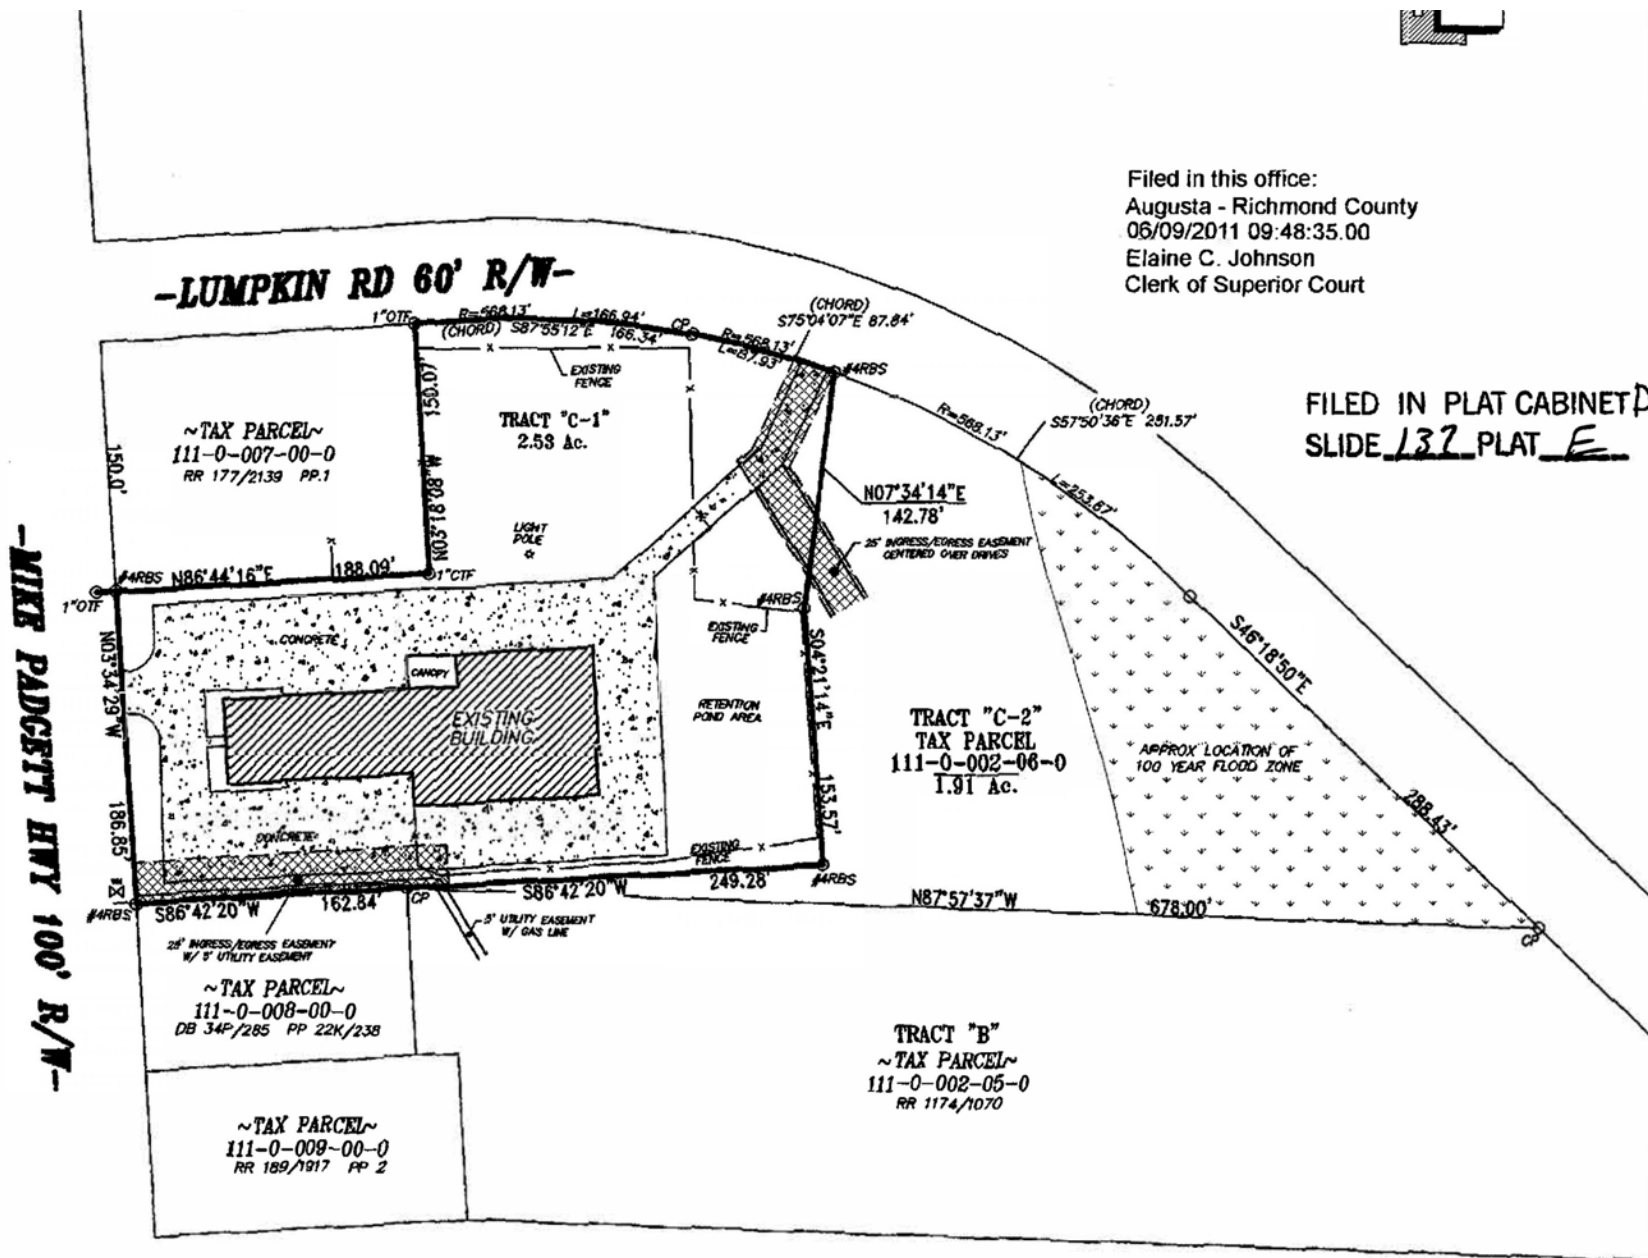 Filed in this office:
Augusta - Richmond County
06/09/2011 09:48:35.00
Elaine C. Johnson
Clerk of Superior Court
FILED IN PLAT CABINET D
SLIDE 132 PLAT E
-LUMPKIN RD 60' R/W-
1"OTF
R=568.13'
L=166.94'
(CHORD) S87°55'12"E 166.34'
CP
R=568.13'
L=87.93'
(CHORD)
S75°04'07"E 87.84'
#4RBS
(CHORD)
S57°50'36"E 251.57'
R=568.13'
L=253.67'
EXISTING
FENCE
150.07'
N03°18'08"W
TRACT "C-1"
2.53 Ac.
~TAX PARCEL~
111-0-007-00-0
RR 177/2139 PP.1
150.0'
N07°34'14"E
142.78'
25' INGRESS/EGRESS EASEMENT
CENTERED OVER DRIVES
LIGHT
POLE
#4RBS
N86°44'16"E
188.09'
1"CTF
1"OTF
#4RBS
EXISTING
FENCE
S46°18'50"E
288.43'
CONCRETE
CANOPY
EXISTING
BUILDING
RETENTION
POND AREA
S04°21'14"E
153.57'
TRACT "C-2"
TAX PARCEL
111-0-002-06-0
1.91 Ac.
APPROX LOCATION OF
100 YEAR FLOOD ZONE
-MIKE PADGETT HWY 100' R/W-
N03°34'29"W
186.85'
CONCRETE
EXISTING
FENCE
#4RBS
#4RBS
S86°42'20"W
162.84'
CP
S86°42'20"W
249.28'
N87°57'37"W
678.00'
CP
25' INGRESS/EGRESS EASEMENT
W/ 5' UTILITY EASEMENT
5' UTILITY EASEMENT
W/ GAS LINE
~TAX PARCEL~
111-0-008-00-0
DB 34P/285 PP 22K/238
TRACT "B"
~TAX PARCEL~
111-0-002-05-0
RR 1174/1070
~TAX PARCEL~
111-0-009-00-0
RR 189/1917 PP 2